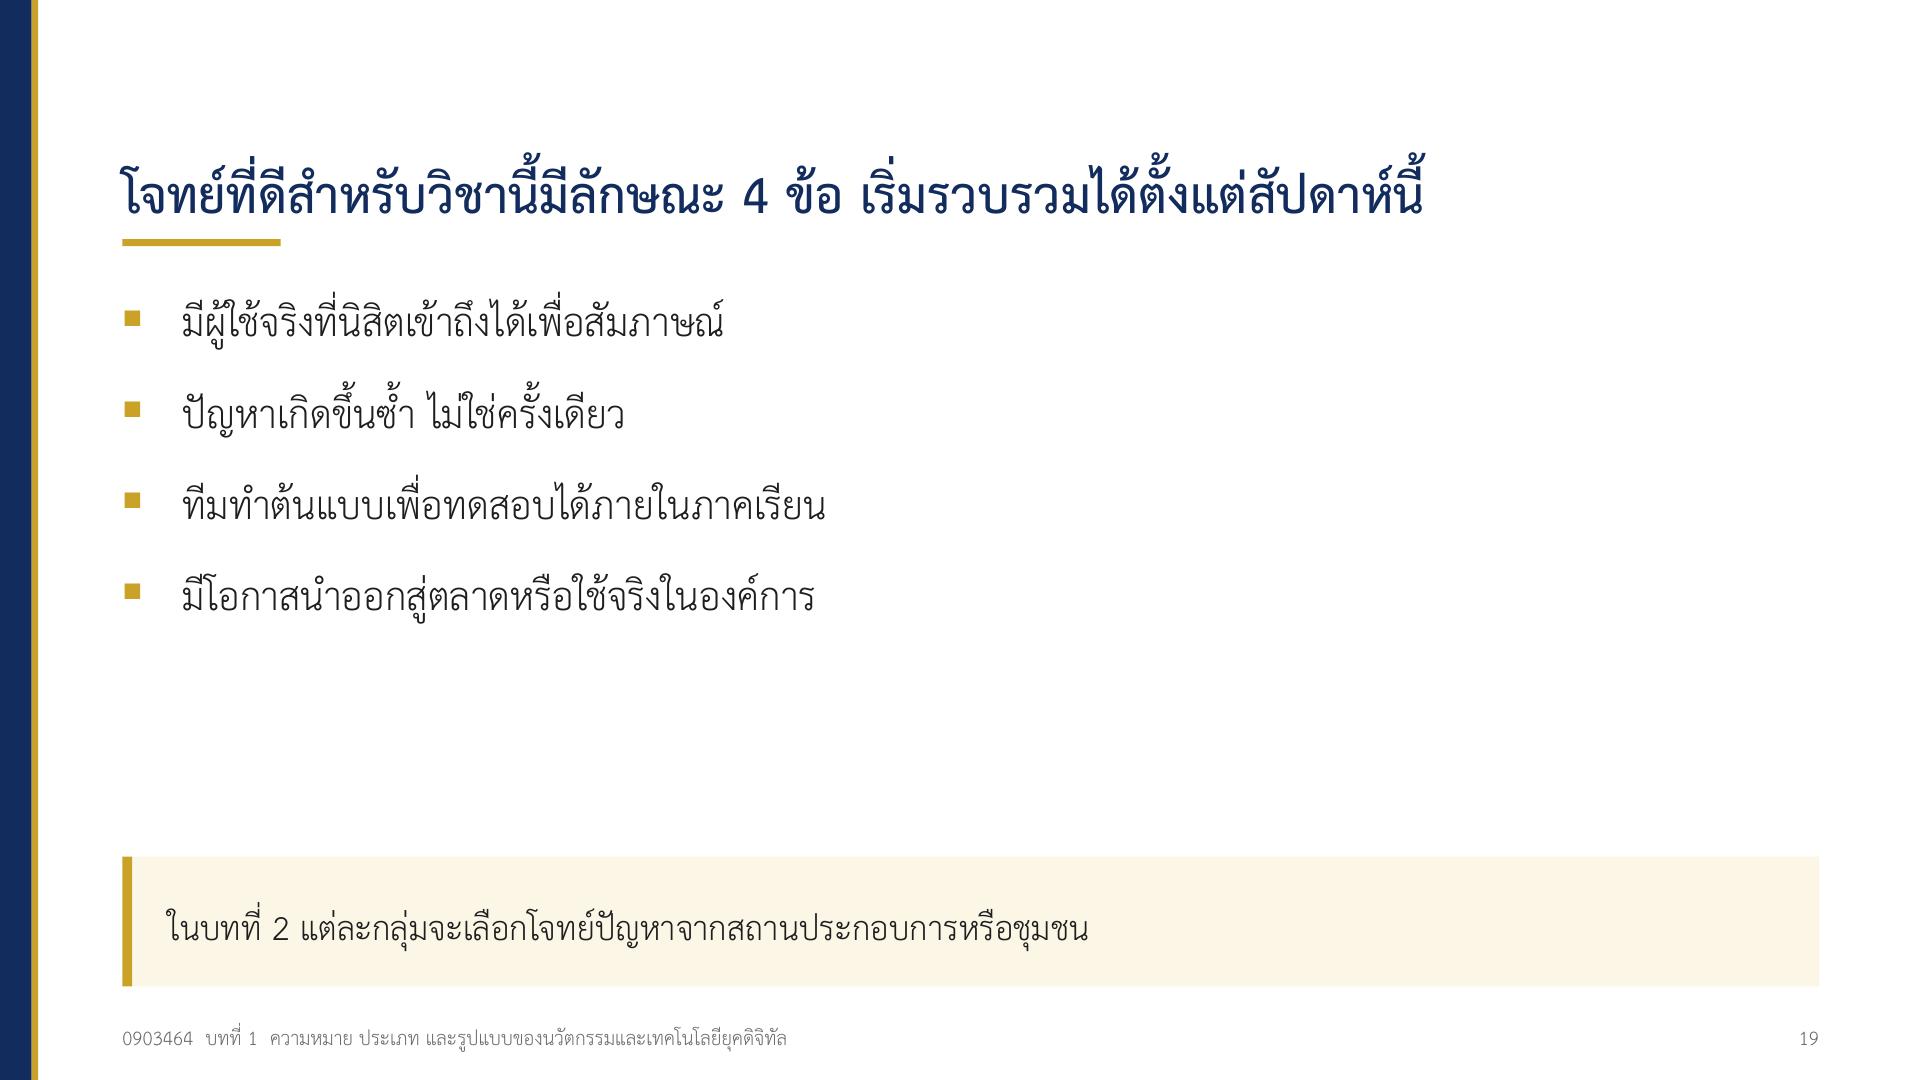 โจทย์ที่ดีสำหรับวิชานี้มีลักษณะ 4 ข้อ เริ่มรวบรวมได้ตั้งแต่สัปดาห์นี้
มีผู้ใช้จริงที่นิสิตเข้าถึงได้เพื่อสัมภาษณ์
ปัญหาเกิดขึ้นซ้ำ ไม่ใช่ครั้งเดียว
ทีมทำต้นแบบเพื่อทดสอบได้ภายในภาคเรียน
มีโอกาสนำออกสู่ตลาดหรือใช้จริงในองค์การ
ในบทที่ 2 แต่ละกลุ่มจะเลือกโจทย์ปัญหาจากสถานประกอบการหรือชุมชน
0903464 บทที่ 1 ความหมาย ประเภท และรูปแบบของนวัตกรรมและเทคโนโลยียุคดิจิทัล
19